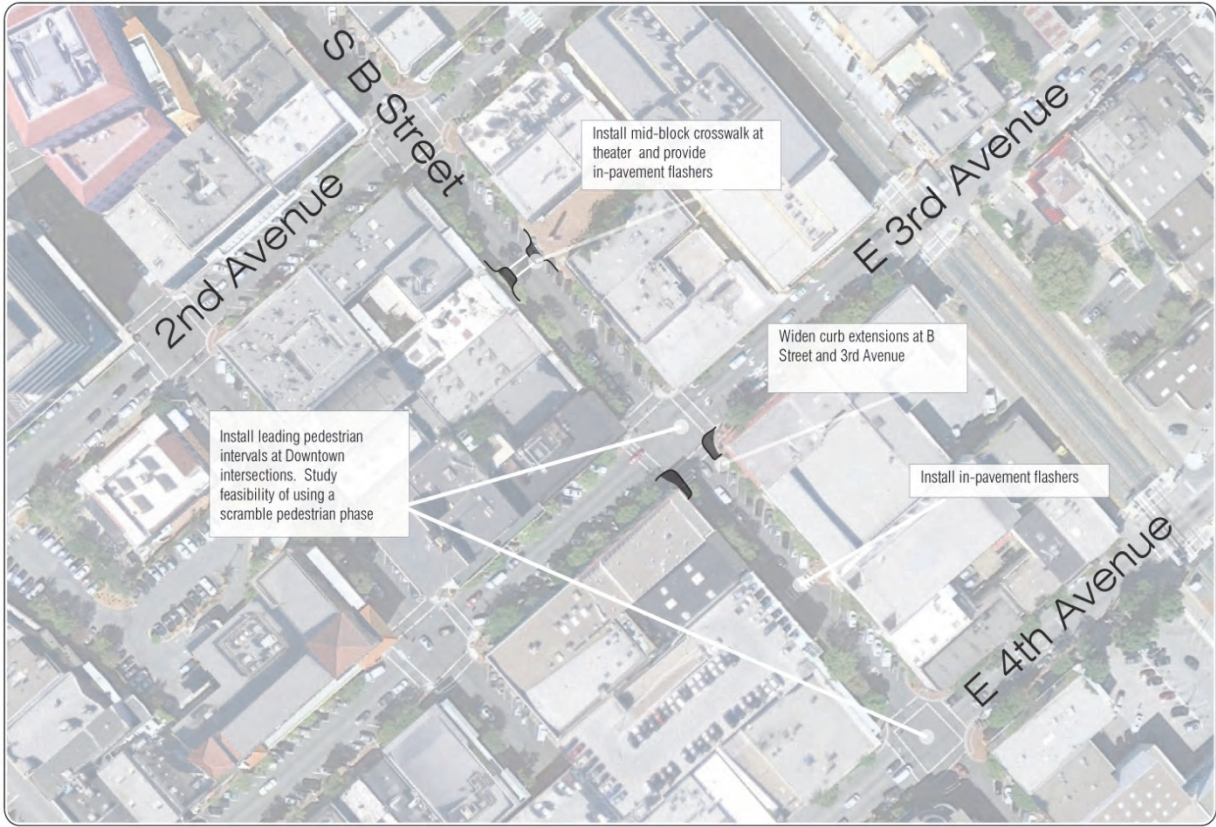 S B Street
2nd Avenue
E 3rd Avenue
E 4th Avenue
Install mid-block crosswalk at
theater and provide
in-pavement flashers
Widen curb extensions at B
Street and 3rd Avenue
Install leading pedestrian
intervals at Downtown
intersections. Study
feasibility of using a
scramble pedestrian phase
Install in-pavement flashers